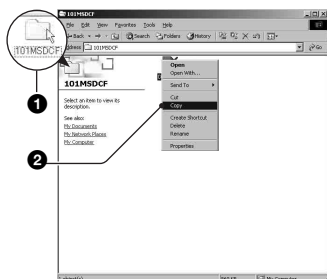 101MSDCF
File Edit View Favorites Tools Help
Back Search Folders History
Address 101MSDCF Go
101MSDCF
101MSDCF
Select an item to view its description.
See also:
My Documents
My Network Places
My Computer
Open
Open With...
Send To
Cut
Copy
Create Shortcut
Delete
Rename
Properties
1
2
1 object(s)
My Computer